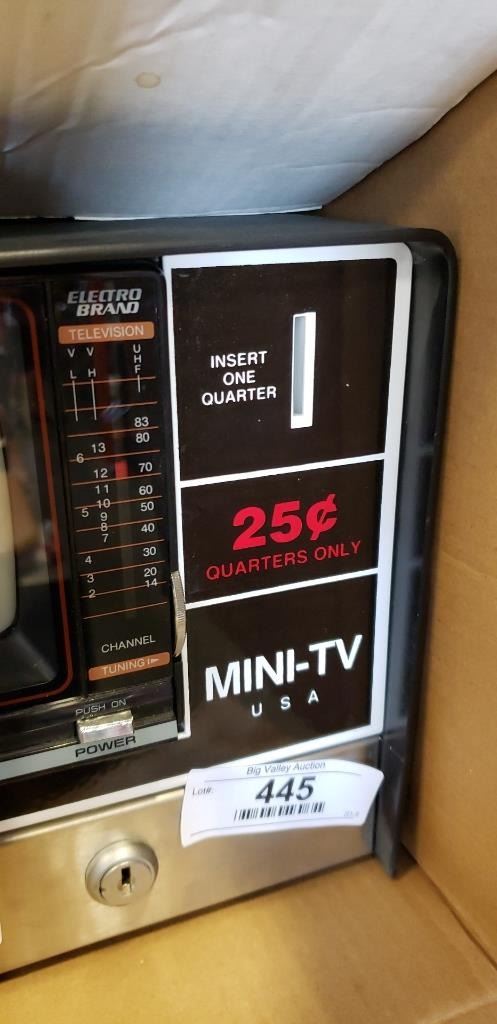 ELECTRO
BRAND
TELEVISION
V V U
L H H
F
83
80
13
6
12 70
11 60
10 50
5 9
8 40
7
30
4
20
3
14
2
CHANNEL
TUNING
PUSH ON
POWER
INSERT
ONE
QUARTER
25¢
QUARTERS ONLY
MINI-TV
USA
Big Valley Auction
Lot#: 445